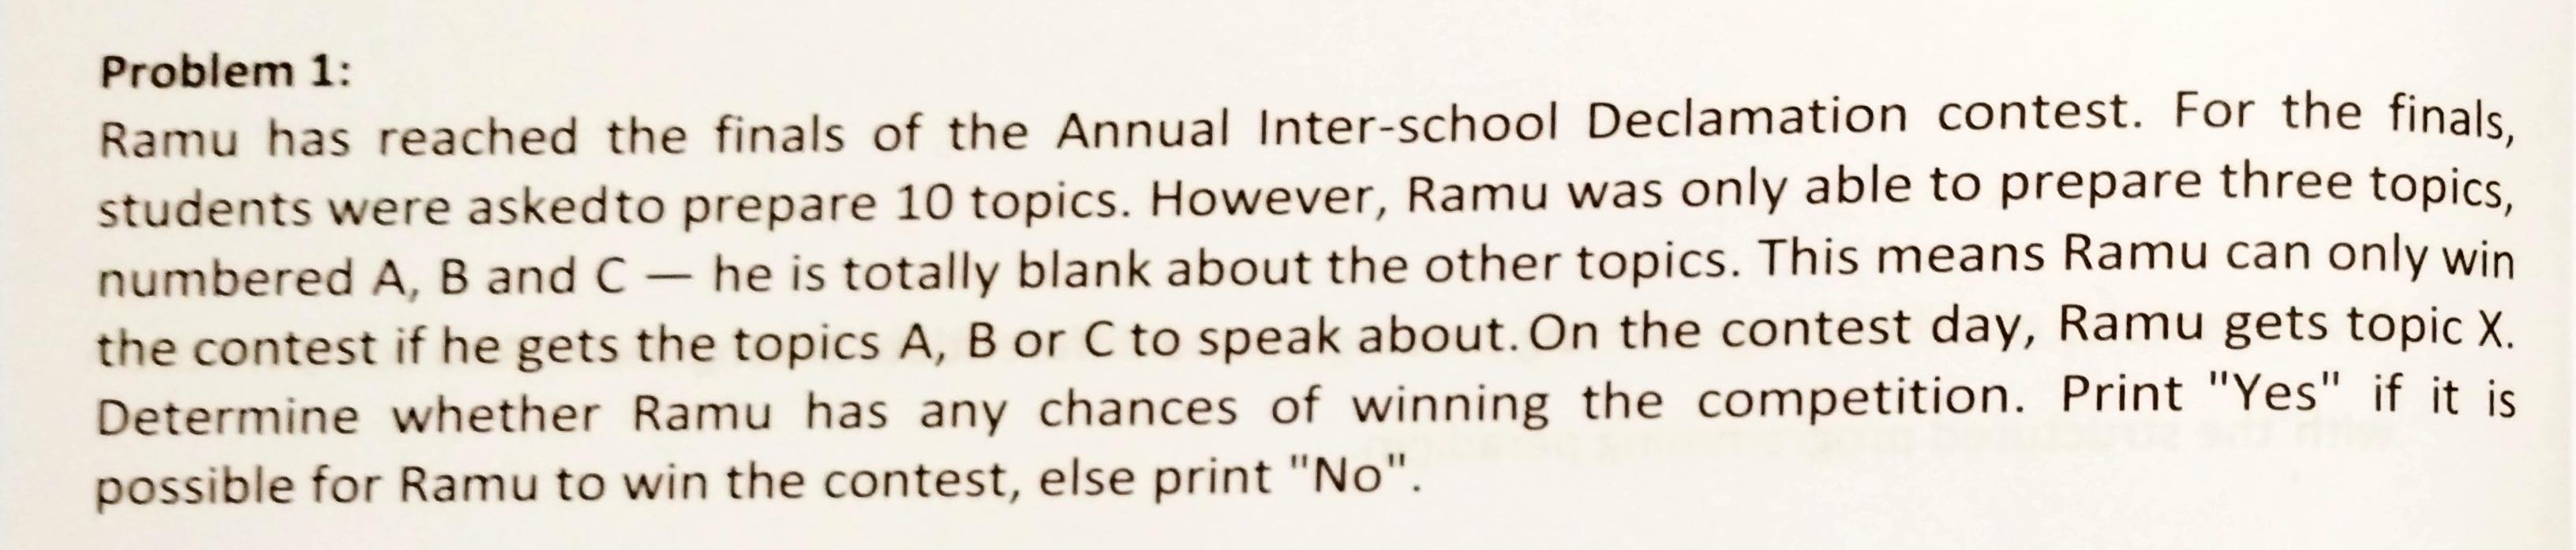 Problem 1:
Ramu has reached the finals of the Annual Inter-school Declamation contest. For the finals,
students were askedto prepare 10 topics. However, Ramu was only able to prepare three topics,
numbered A, B and C — he is totally blank about the other topics. This means Ramu can only win
the contest if he gets the topics A, B or C to speak about.On the contest day, Ramu gets topic X.
Determine whether Ramu has any chances of winning the competition. Print "Yes" if it is
possible for Ramu to win the contest, else print "No".